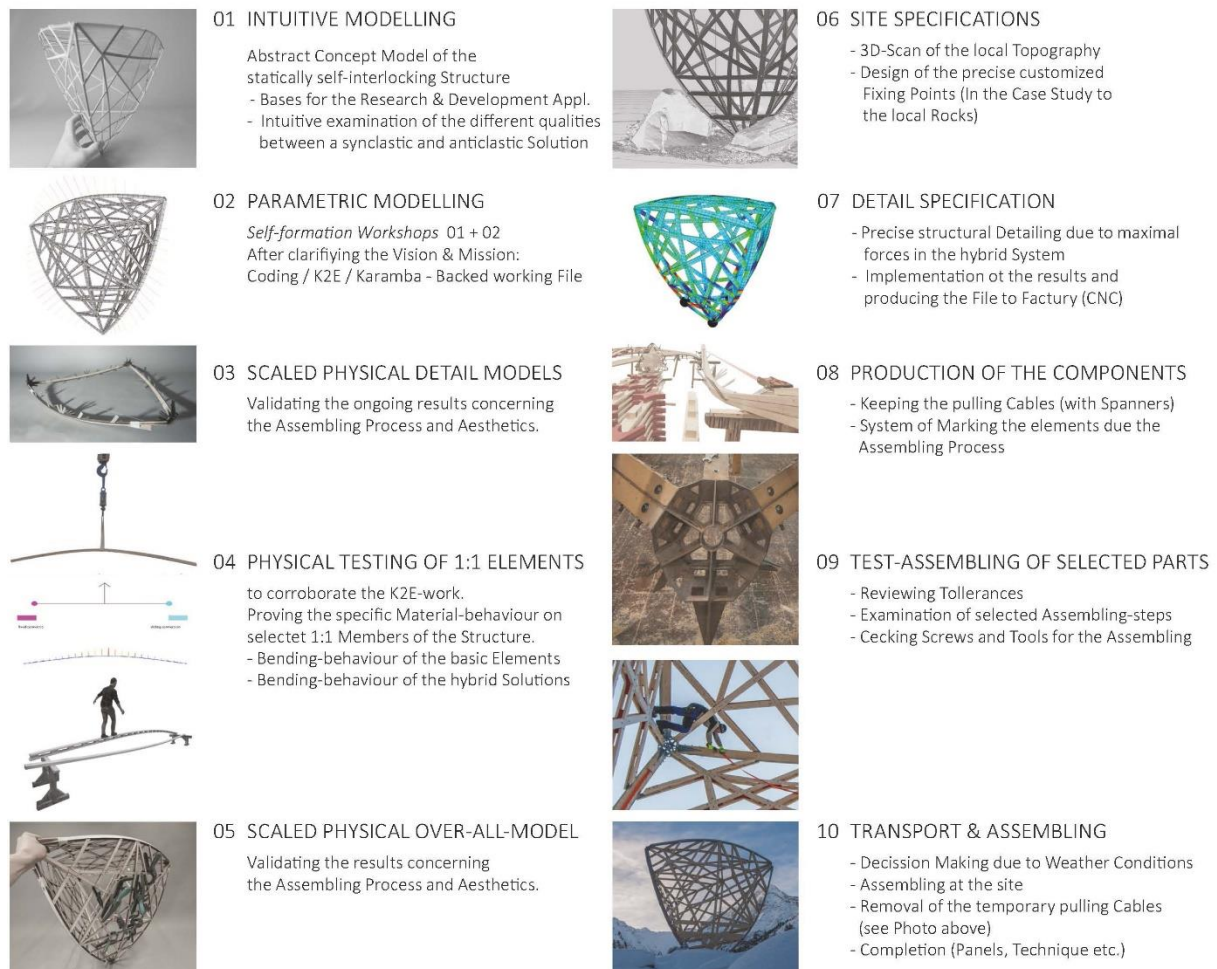 01 INTUITIVE MODELLING
Abstract Concept Model of the
statically self-interlocking Structure
- Bases for the Research & Development Appl.
- Intuitive examination of the different qualities
between a synclastic and anticlastic Solution
02 PARAMETRIC MODELLING
Self-formation Workshops 01 + 02
After clarifiying the Vision & Mission:
Coding / K2E / Karamba - Backed working File
03 SCALED PHYSICAL DETAIL MODELS
Validating the ongoing results concerning
the Assembling Process and Aesthetics.
04 PHYSICAL TESTING OF 1:1 ELEMENTS
to corroborate the K2E-work.
Proving the specific Material-behaviour on
selectet 1:1 Members of the Structure.
- Bending-behaviour of the basic Elements
- Bending-behaviour of the hybrid Solutions
05 SCALED PHYSICAL OVER-ALL-MODEL
Validating the results concerning
the Assembling Process and Aesthetics.
06 SITE SPECIFICATIONS
- 3D-Scan of the local Topography
- Design of the precise customized
Fixing Points (In the Case Study to
the local Rocks)
07 DETAIL SPECIFICATION
- Precise structural Detailing due to maximal
forces in the hybrid System
- Implementation ot the results and
producing the File to Factury (CNC)
08 PRODUCTION OF THE COMPONENTS
- Keeping the pulling Cables (with Spanners)
- System of Marking the elements due the
Assembling Process
09 TEST-ASSEMBLING OF SELECTED PARTS
- Reviewing Tollerances
- Examination of selected Assembling-steps
- Cecking Screws and Tools for the Assembling
10 TRANSPORT & ASSEMBLING
- Decission Making due to Weather Conditions
- Assembling at the site
- Removal of the temporary pulling Cables
(see Photo above)
- Completion (Panels, Technique etc.)